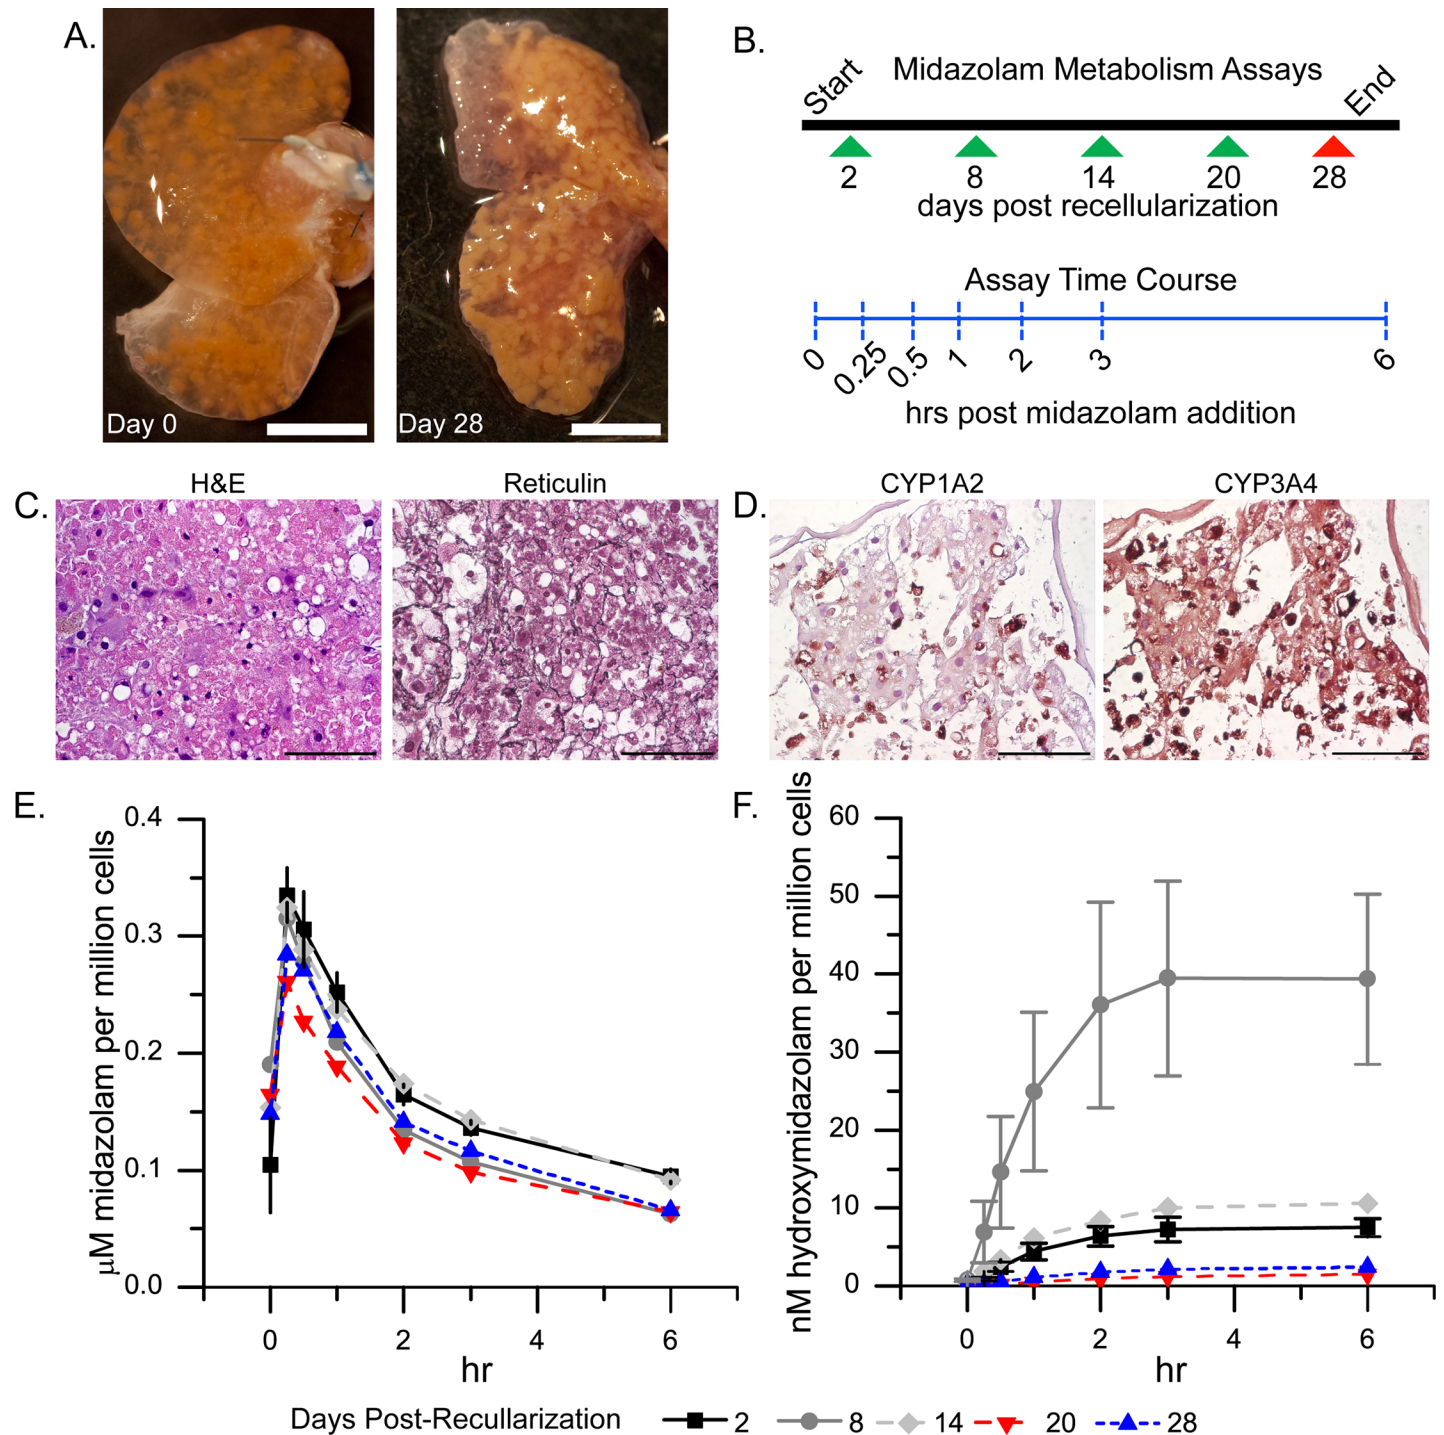 A.
Day 0
Day 28
B.
Start
Midazolam Metabolism Assays
End
2 8 14 20 28
days post recellularization
Assay Time Course
0 0.25 0.5 1 2 3 6
hrs post midazolam addition
C.
H&E
Reticulin
D.
CYP1A2
CYP3A4
E.
µM midazolam per million cells
0.4
0.3
0.2
0.1
0.0
0 2 4 6
hr
F.
nM hydroxymidazolam per million cells
60
50
40
30
20
10
0
0 2 4 6
hr
Days Post-Recullarization 2 8 14 20 28